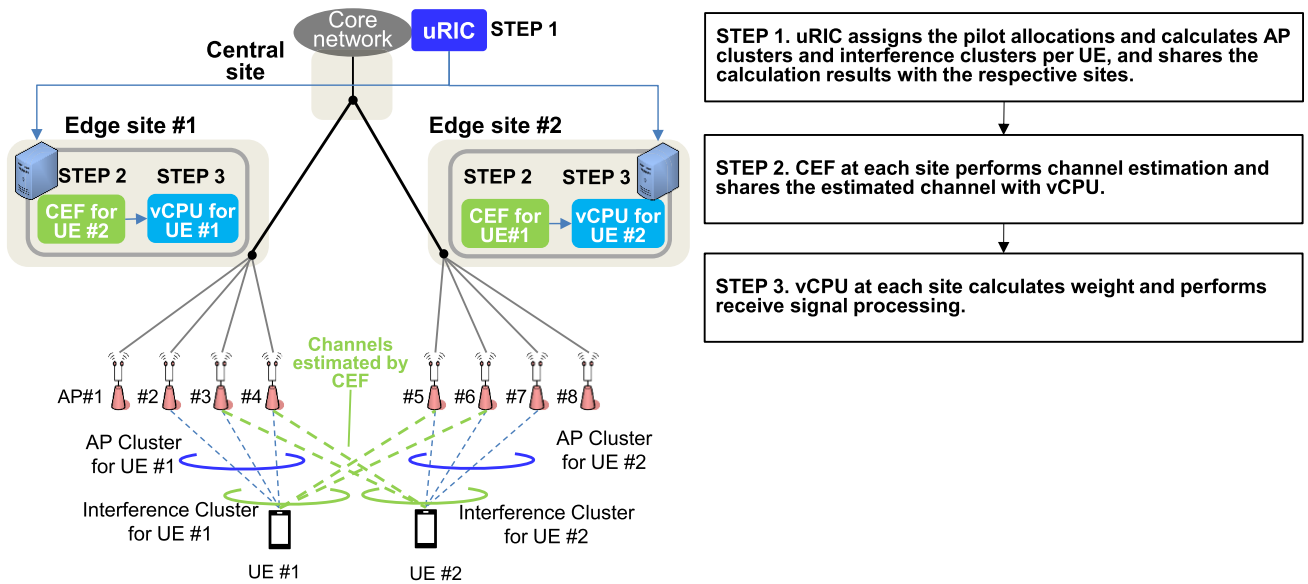 Core
network
uRIC
STEP 1
Central
site
Edge site #1
STEP 2
STEP 3
CEF for
UE #2
vCPU for
UE #1
Edge site #2
STEP 2
STEP 3
CEF for
UE#1
vCPU for
UE #2
Channels
estimated by
CEF
AP#1
#2
#3
#4
#5
#6
#7
#8
AP Cluster
for UE #1
AP Cluster
for UE #2
Interference Cluster
for UE #1
Interference Cluster
for UE #2
UE #1
UE #2
STEP 1. uRIC assigns the pilot allocations and calculates AP
clusters and interference clusters per UE, and shares the
calculation results with the respective sites.
STEP 2. CEF at each site performs channel estimation and
shares the estimated channel with vCPU.
STEP 3. vCPU at each site calculates weight and performs
receive signal processing.